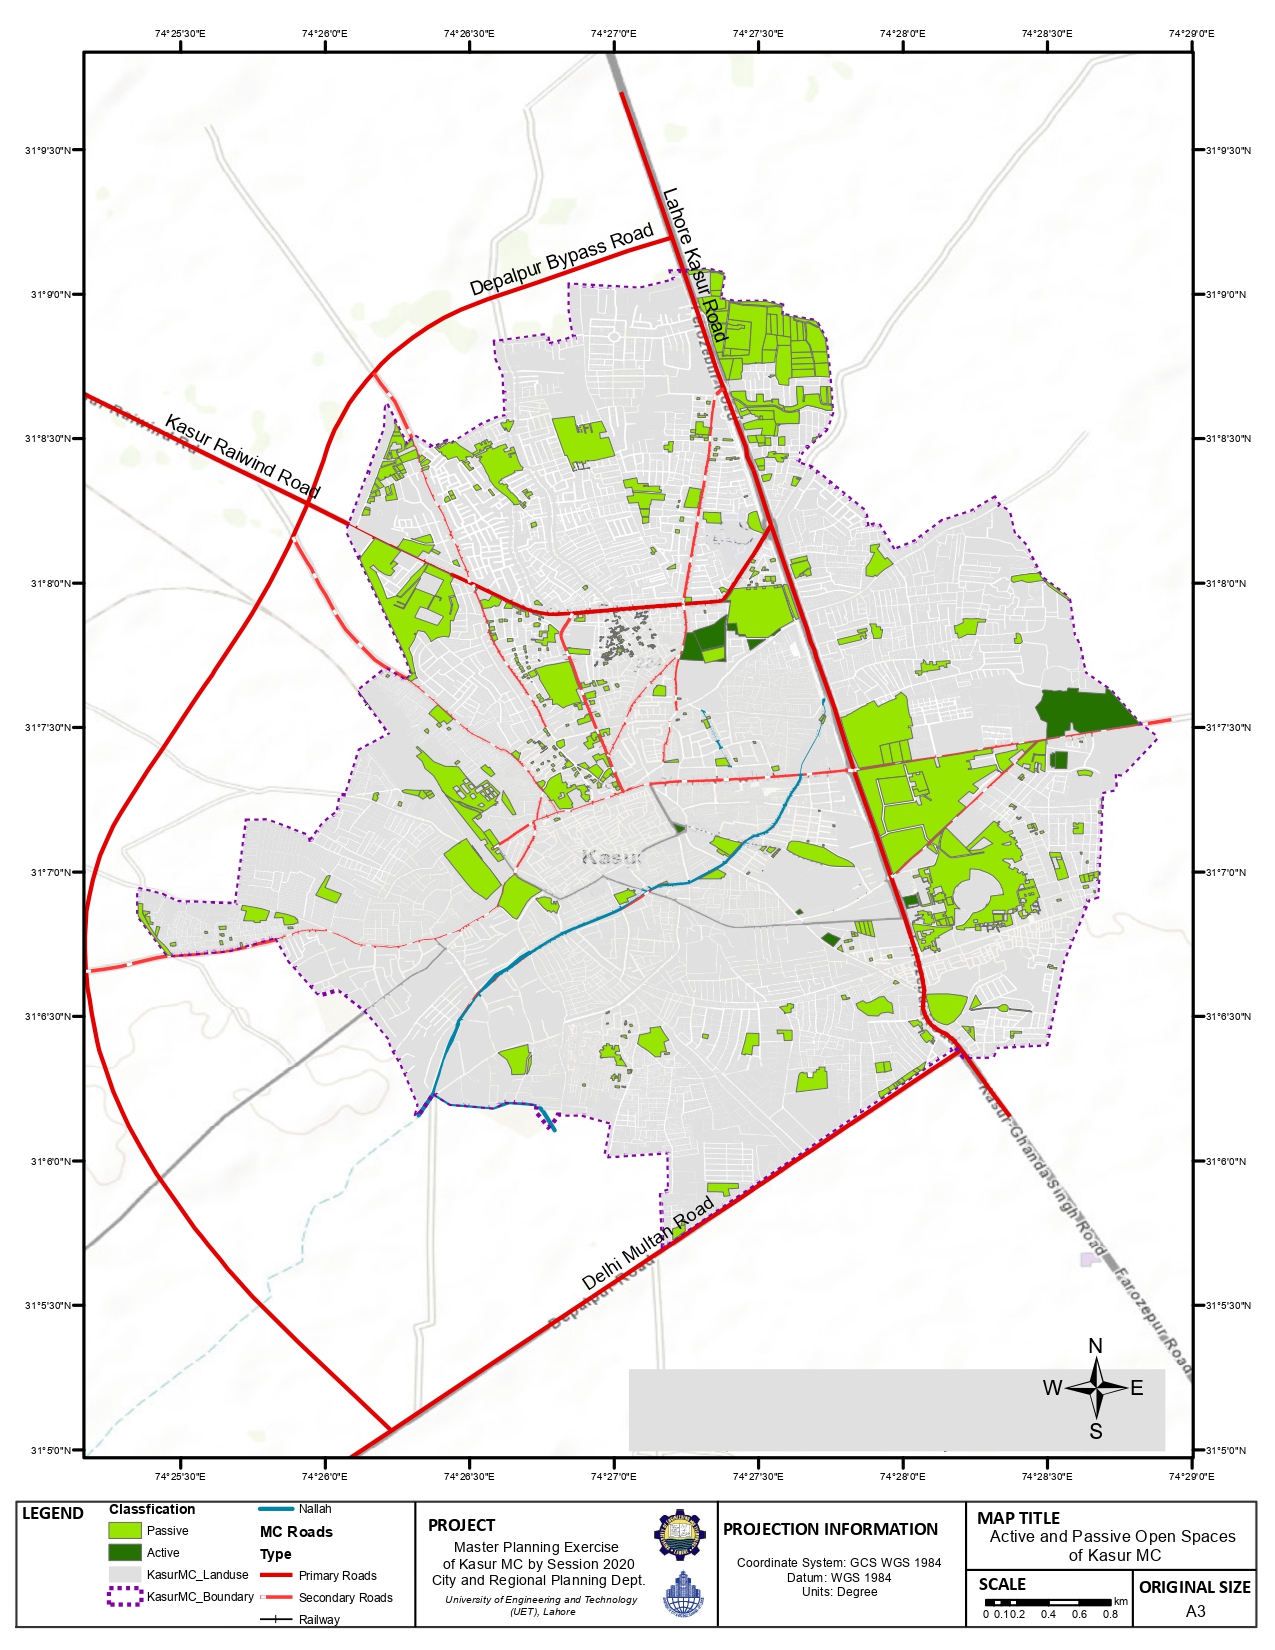 74°25'30"E
74°26'0"E
74°26'30"E
74°27'0"E
74°27'30"E
74°28'0"E
74°28'30"E
74°29'0"E
31°9'30"N
31°9'30"N
Lahore Kasur Road
Depalpur Bypass Road
31°9'0"N
31°9'0"N
Kasur Raiwind Road
31°8'30"N
31°8'30"N
31°8'0"N
31°8'0"N
31°7'30"N
31°7'30"N
Kasur
31°7'0"N
31°7'0"N
31°6'30"N
31°6'30"N
Kasur-Ghanda Singh Road
31°6'0"N
31°6'0"N
Delhi Multan Road
Depalpur Road
Farozepur Road
31°5'30"N
31°5'30"N
N
W E
S
31°5'0"N
31°5'0"N
74°25'30"E
74°26'0"E
74°26'30"E
74°27'0"E
74°27'30"E
74°28'0"E
74°28'30"E
74°29'0"E
LEGEND
Classfication
Passive
Active
KasurMC_Landuse
KasurMC_Boundary
Nallah
MC Roads
Type
Primary Roads
Secondary Roads
Railway
PROJECT
Master Planning Exercise
of Kasur MC by Session 2020
City and Regional Planning Dept.
University of Engineering and Technology
(UET), Lahore
PROJECTION INFORMATION
Coordinate System: GCS WGS 1984
Datum: WGS 1984
Units: Degree
MAP TITLE
Active and Passive Open Spaces
of Kasur MC
SCALE
km
0 0.10.2 0.4 0.6 0.8
ORIGINAL SIZE
A3